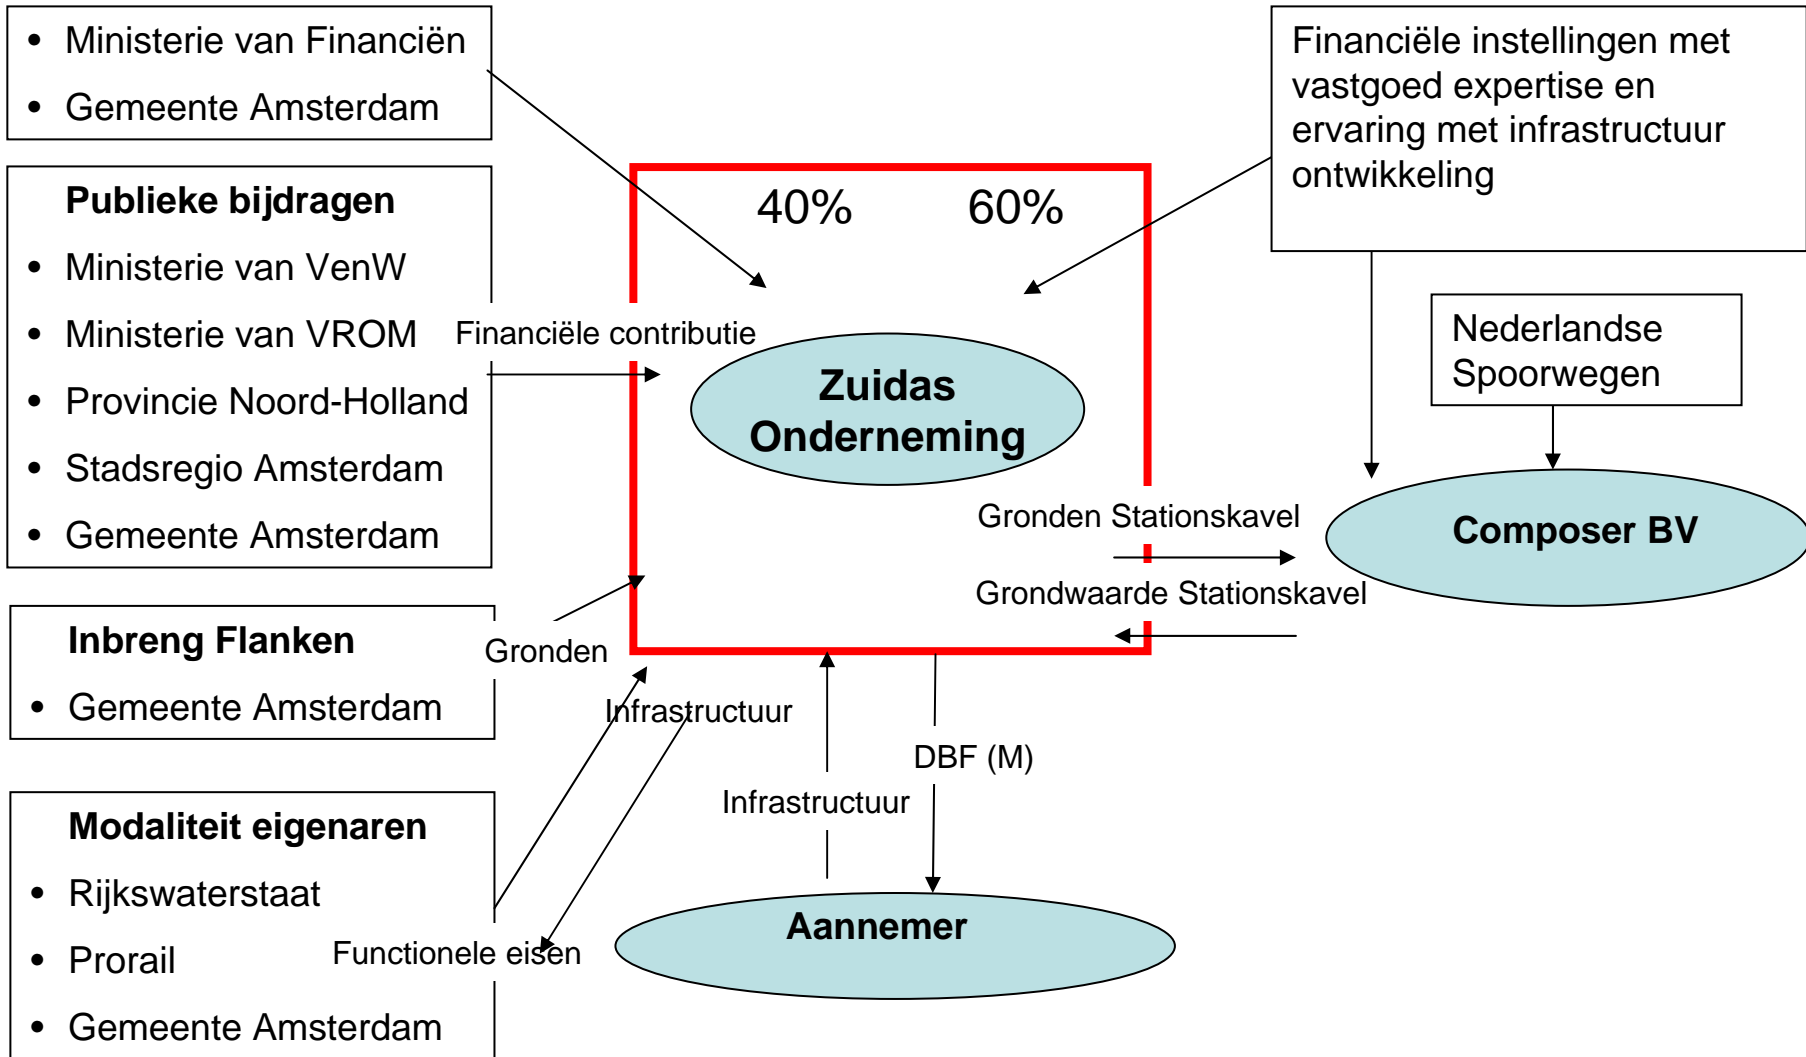 • Ministerie van Financiën
• Gemeente Amsterdam
Publieke bijdragen
• Ministerie van VenW
• Ministerie van VROM
• Provincie Noord-Holland
• Stadsregio Amsterdam
• Gemeente Amsterdam
Inbreng Flanken
• Gemeente Amsterdam
Modaliteit eigenaren
• Rijkswaterstaat
• Prorail
• Gemeente Amsterdam
Financiële contributie
Gronden
Infrastructuur
Functionele eisen
40% 60%
Zuidas
Onderneming
Infrastructuur
DBF (M)
Aannemer
Gronden Stationskavel
Grondwaarde Stationskavel
Financiële instellingen met
vastgoed expertise en
ervaring met infrastructuur
ontwikkeling
Nederlandse
Spoorwegen
Composer BV